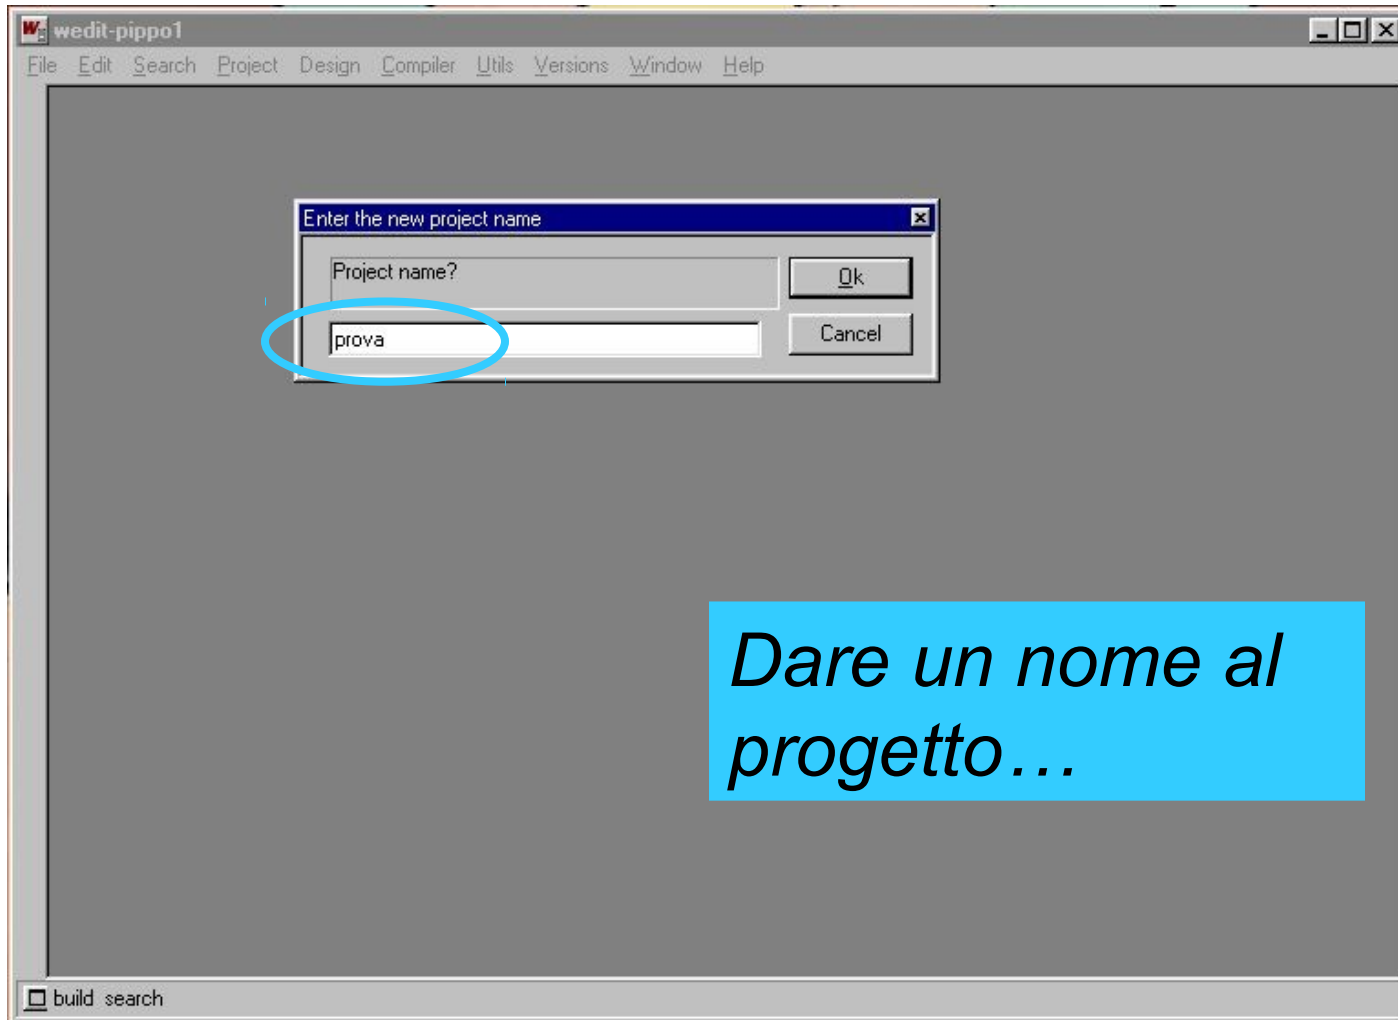 wedit-pippo1
File Edit Search Project Design Compiler Utils Versions Window Help
Enter the new project name
Project name?
Ok
prova
Cancel
Dare un nome al
progetto…
build search